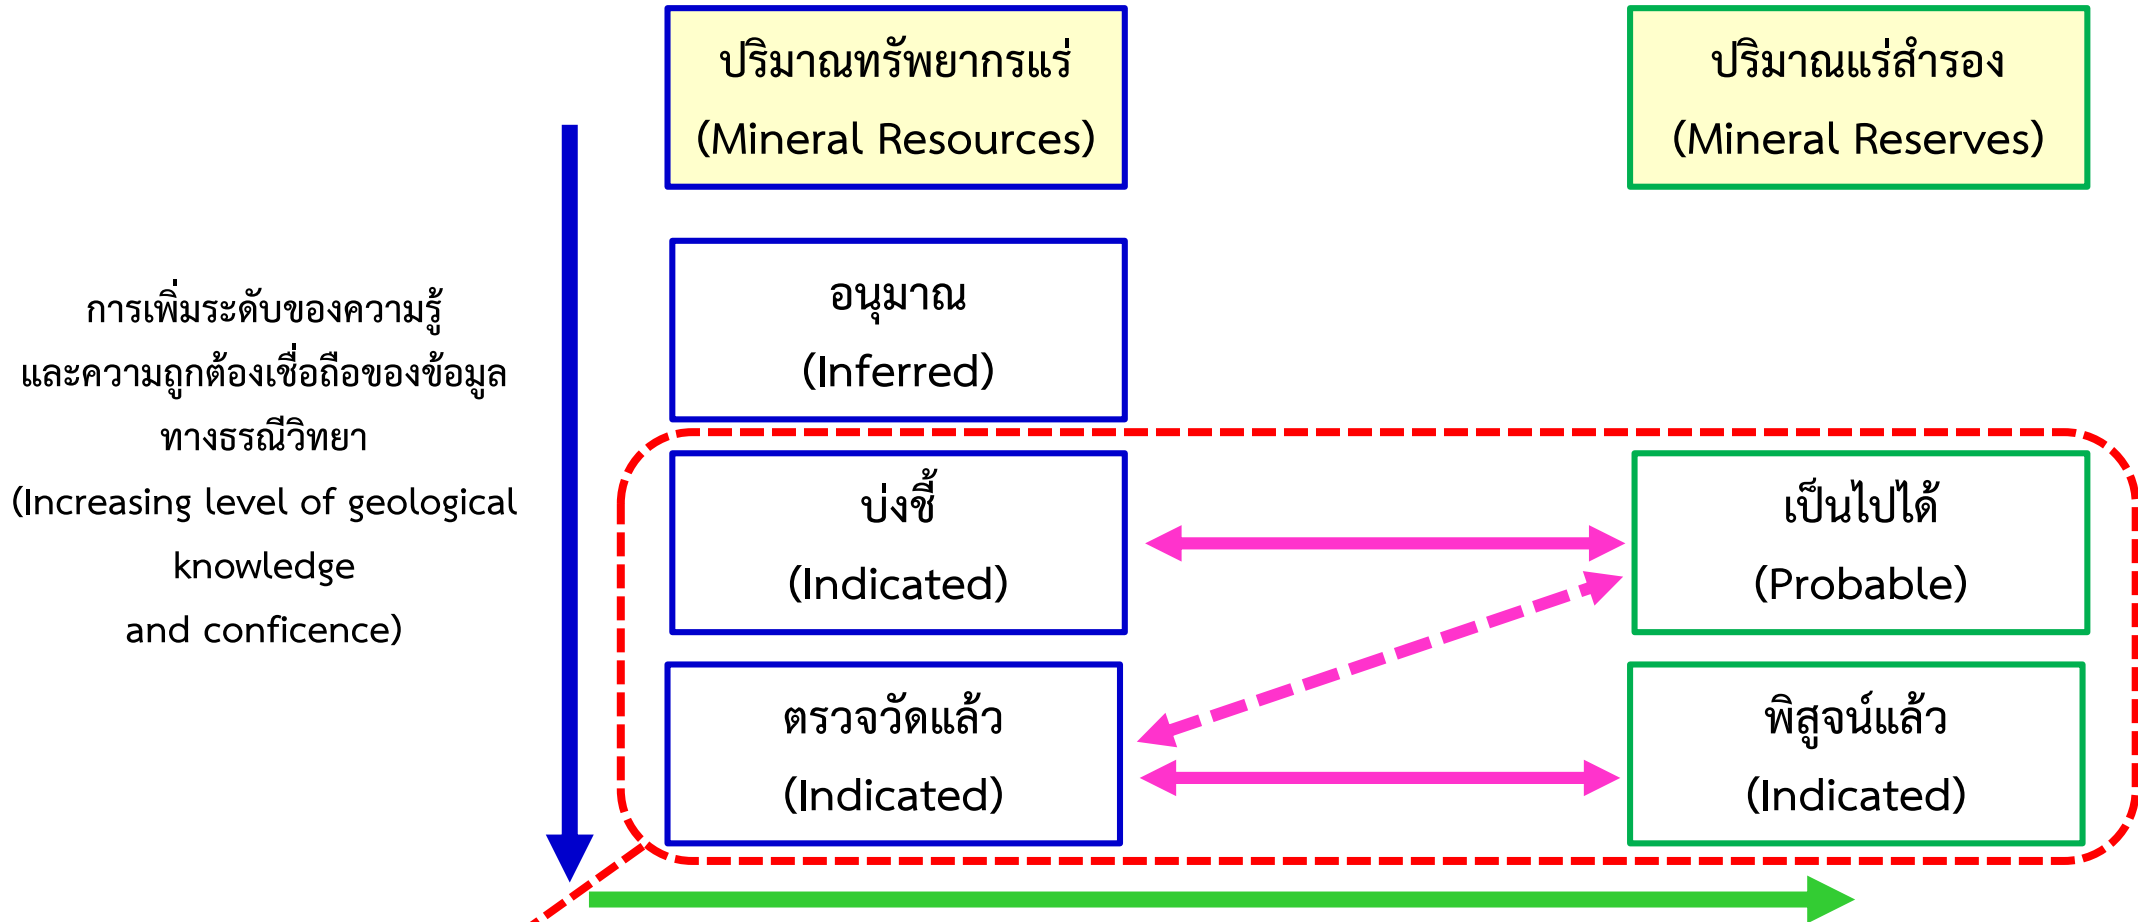 ปริมาณทรัพยากรแร่
(Mineral Resources)
ปริมาณแร่สำรอง
(Mineral Reserves)
อนุมาน
(Inferred)
การเพิ่มระดับของความรู้
และความถูกต้องเชื่อถือของข้อมูล
ทางธรณีวิทยา
(Increasing level of geological
knowledge
and conficence)
บ่งชี้
(Indicated)
เป็นไปได้
(Probable)
ตรวจวัดแล้ว
(Indicated)
พิสูจน์แล้ว
(Indicated)